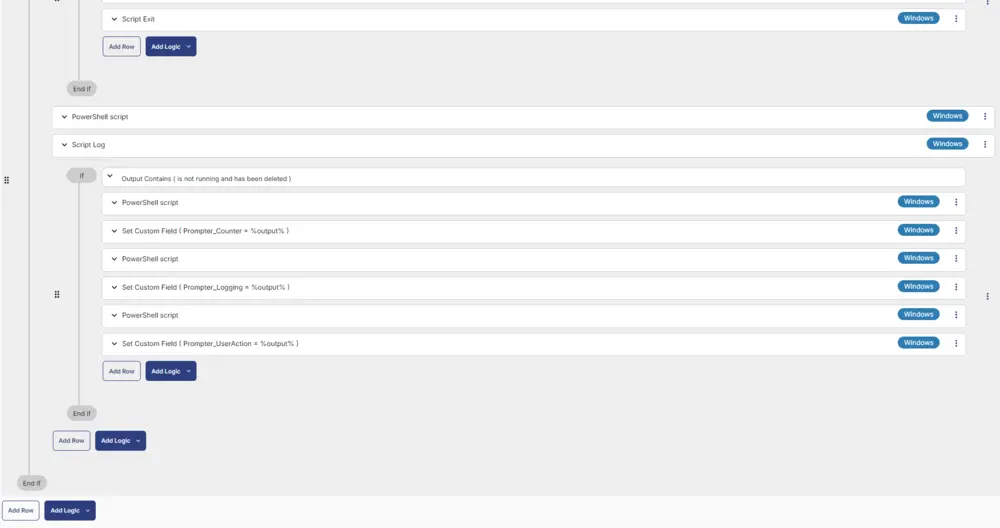 Script Exit Windows
Add Row Add Logic
End If
PowerShell script Windows
Script Log Windows
if Output Contains ( is not running and has been deleted )
PowerShell script Windows
Set Custom Field ( Prompter_Counter = %output% ) Windows
PowerShell script Windows
Set Custom Field ( Prompter_Logging = %output% ) Windows
PowerShell script Windows
Set Custom Field ( Prompter_UserAction = %output% ) Windows
Add Row Add Logic
End If
Add Row Add Logic
End If
Add Row Add Logic